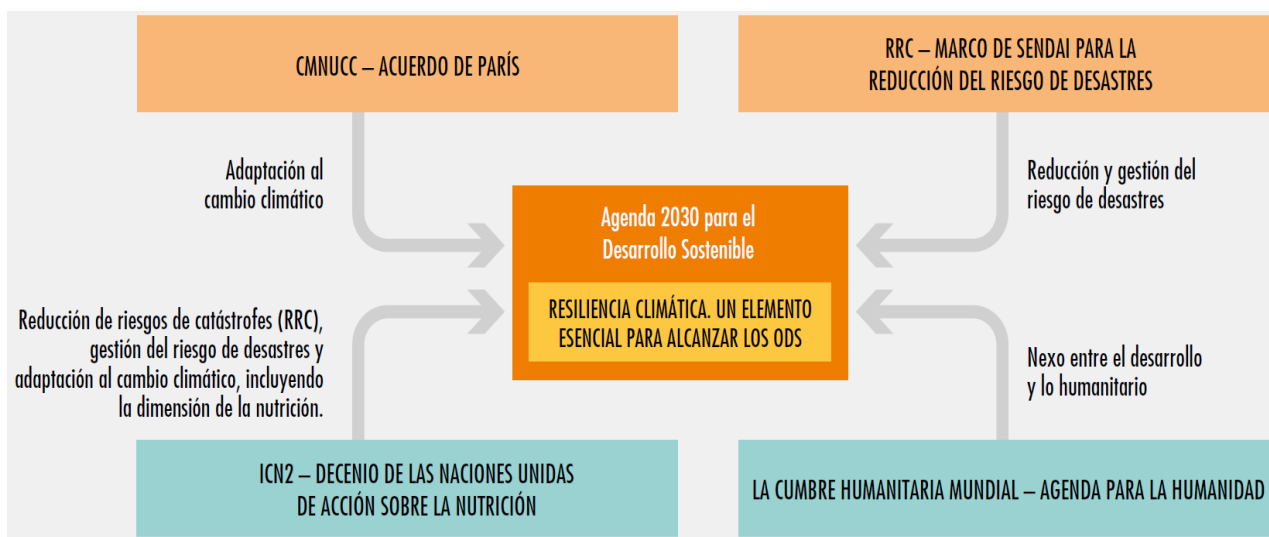 CMNUCC – ACUERDO DE PARÍS
RRC – MARCO DE SENDAI PARA LA
REDUCCIÓN DEL RIESGO DE DESASTRES
Adaptación al
cambio climático
Reducción y gestión del
riesgo de desastres
Agenda 2030 para el
Desarrollo Sostenible
RESILIENCIA CLIMÁTICA. UN ELEMENTO
ESENCIAL PARA ALCANZAR LOS ODS
Reducción de riesgos de catástrofes (RRC),
gestión del riesgo de desastres y
adaptación al cambio climático, incluyendo
la dimensión de la nutrición.
Nexo entre el desarrollo
y lo humanitario
ICN2 – DECENIO DE LAS NACIONES UNIDAS
DE ACCIÓN SOBRE LA NUTRICIÓN
LA CUMBRE HUMANITARIA MUNDIAL – AGENDA PARA LA HUMANIDAD